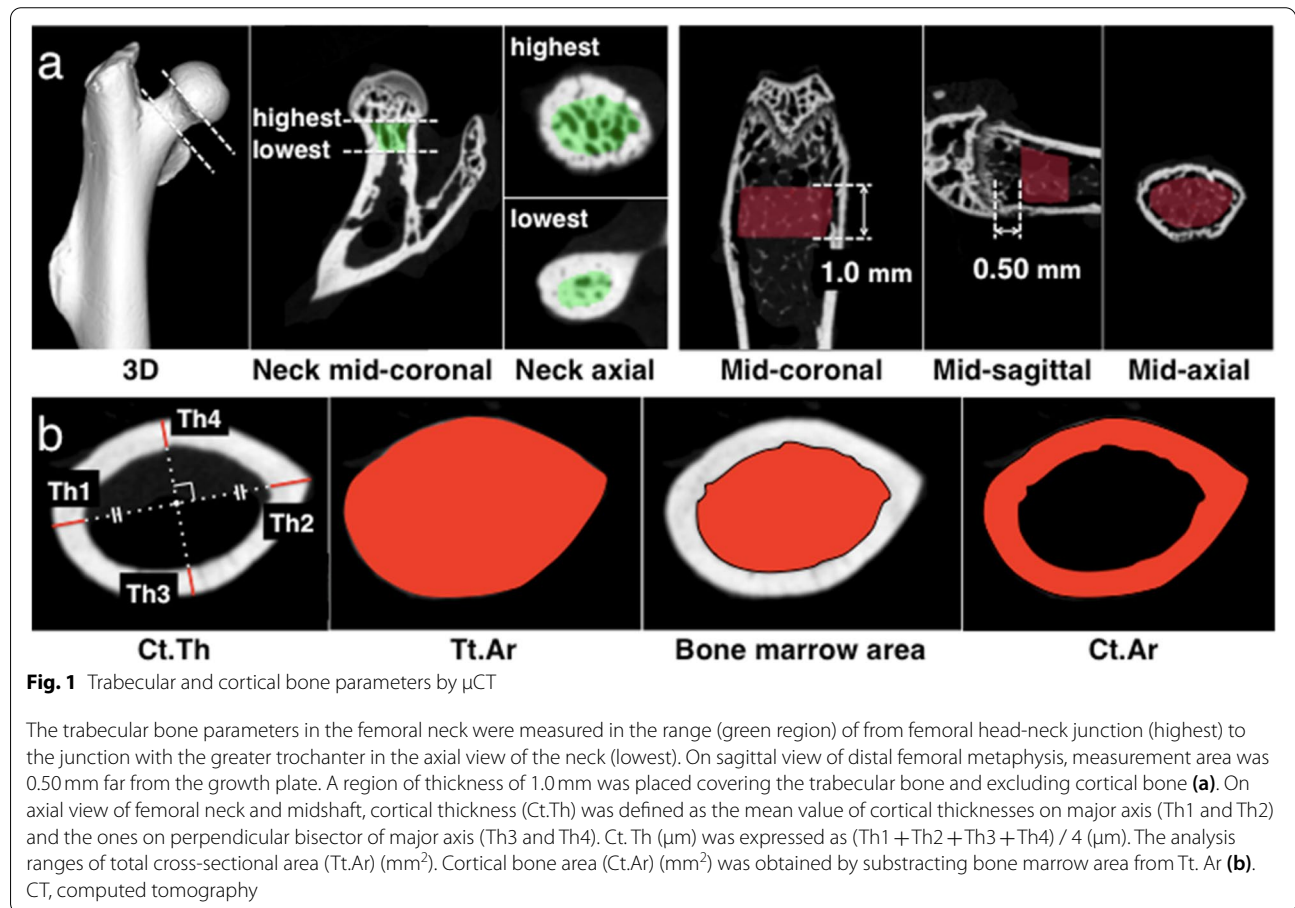 a
highest
lowest
highest
lowest
1.0 mm
0.50 mm
3D
Neck mid-coronal
Neck axial
Mid-coronal
Mid-sagittal
Mid-axial
b
Th4
Th1
Th2
Th3
Ct.Th
Tt.Ar
Bone marrow area
Ct.Ar
Fig. 1 Trabecular and cortical bone parameters by μCT
The trabecular bone parameters in the femoral neck were measured in the range (green region) of from femoral head-neck junction (highest) to
the junction with the greater trochanter in the axial view of the neck (lowest). On sagittal view of distal femoral metaphysis, measurement area was
0.50 mm far from the growth plate. A region of thickness of 1.0 mm was placed covering the trabecular bone and excluding cortical bone (a). On
axial view of femoral neck and midshaft, cortical thickness (Ct.Th) was defined as the mean value of cortical thicknesses on major axis (Th1 and Th2)
and the ones on perpendicular bisector of major axis (Th3 and Th4). Ct. Th (μm) was expressed as (Th1 + Th2 + Th3 + Th4) / 4 (μm). The analysis
ranges of total cross-sectional area (Tt.Ar) (mm²). Cortical bone area (Ct.Ar) (mm²) was obtained by substracting bone marrow area from Tt. Ar (b).
CT, computed tomography